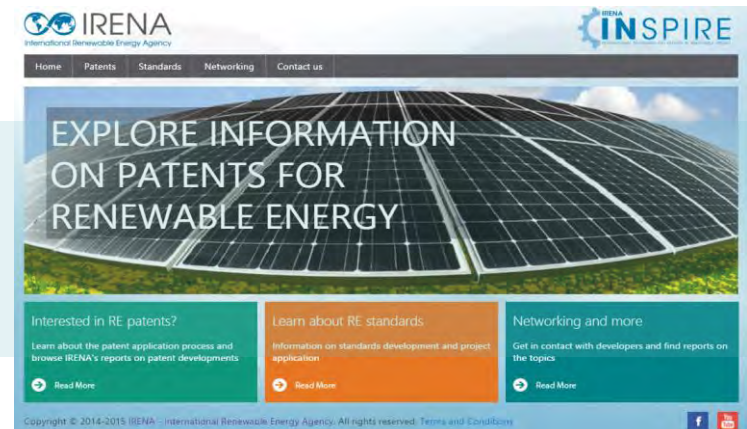 IRENA
International Renewable Energy Agency
IRENA
INSPIRE
Home Patents Standards Networking Contact us
EXPLORE INFORMATION
ON PATENTS FOR
RENEWABLE ENERGY
Interested in RE patents?
Learn about the patent application process and
browse IRENA's reports on patent developments
Read More
Learn about RE standards
Information on standards development and project
application
Read More
Networking and more
Get in contact with developers and find reports on
the topics
Read More
Copyright © 2014-2015 IRENA - International Renewable Energy Agency. All rights reserved. Terms and Conditions
f
You
Tube